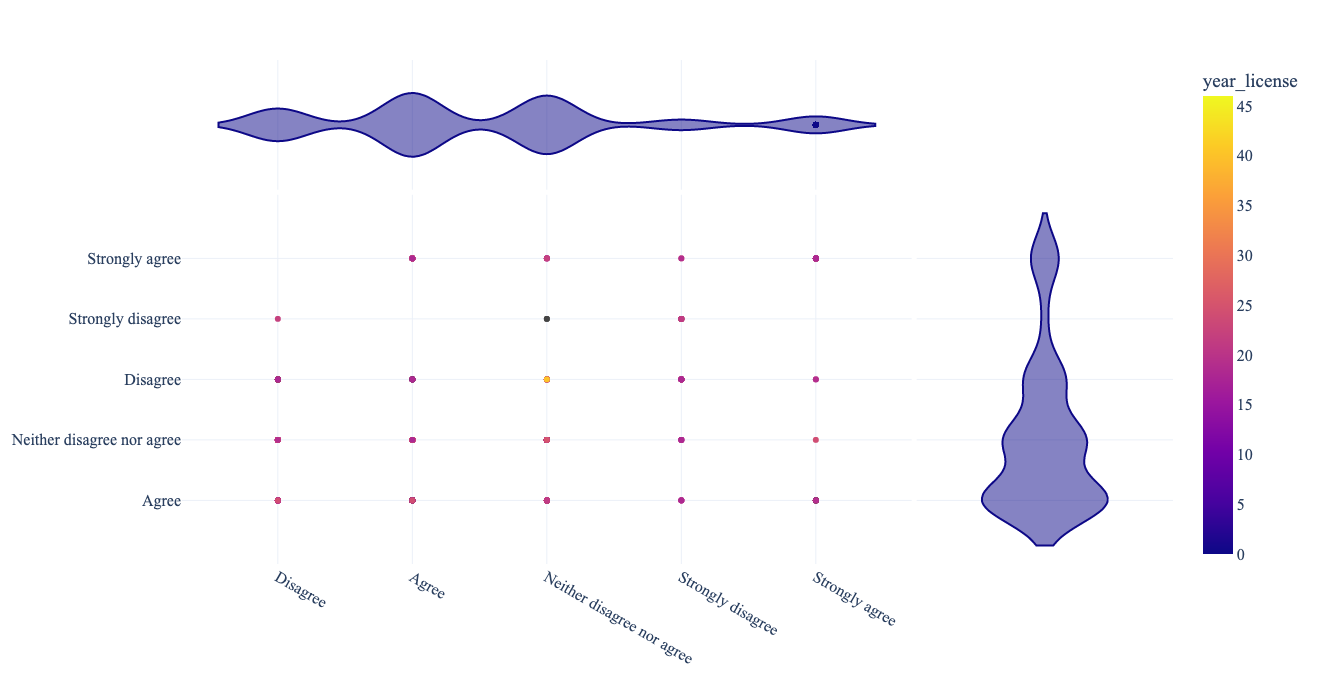 year_license
45
40
35
30
25
20
15
10
5
0
Strongly agree
Strongly disagree
Disagree
Neither disagree nor agree
Agree
Disagree
Agree
Neither disagree nor agree
Strongly disagree
Strongly agree